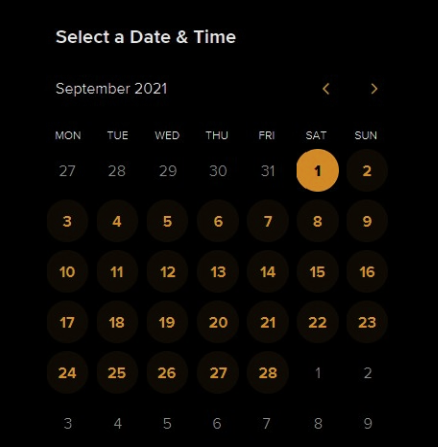 Select a Date & Time
September 2021
MON TUE WED THU FRI SAT SUN
27 28 29 30 31 1 2
3 4 5 6 7 8 9
10 11 12 13 14 15 16
17 18 19 20 21 22 23
24 25 26 27 28 1 2
3 4 5 6 7 8 9